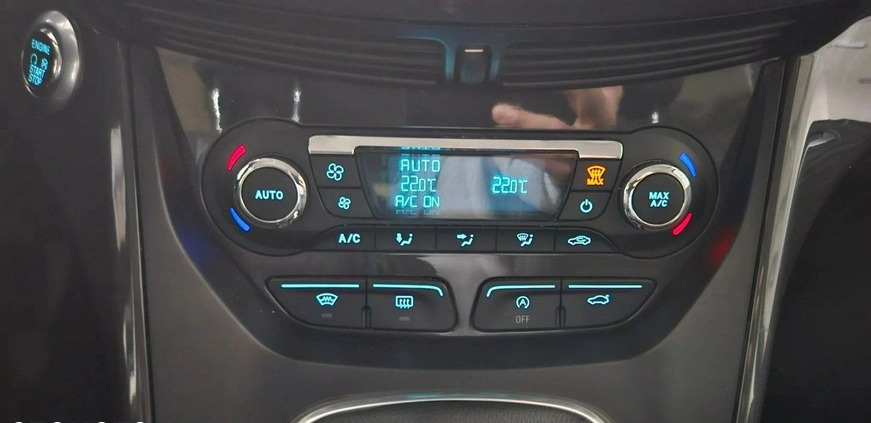 ENGINE
START
STOP
AUTO
AUTO
22.0°C
A/C ON
22.0°C
MAX
MAX
A/C
A/C
A
OFF